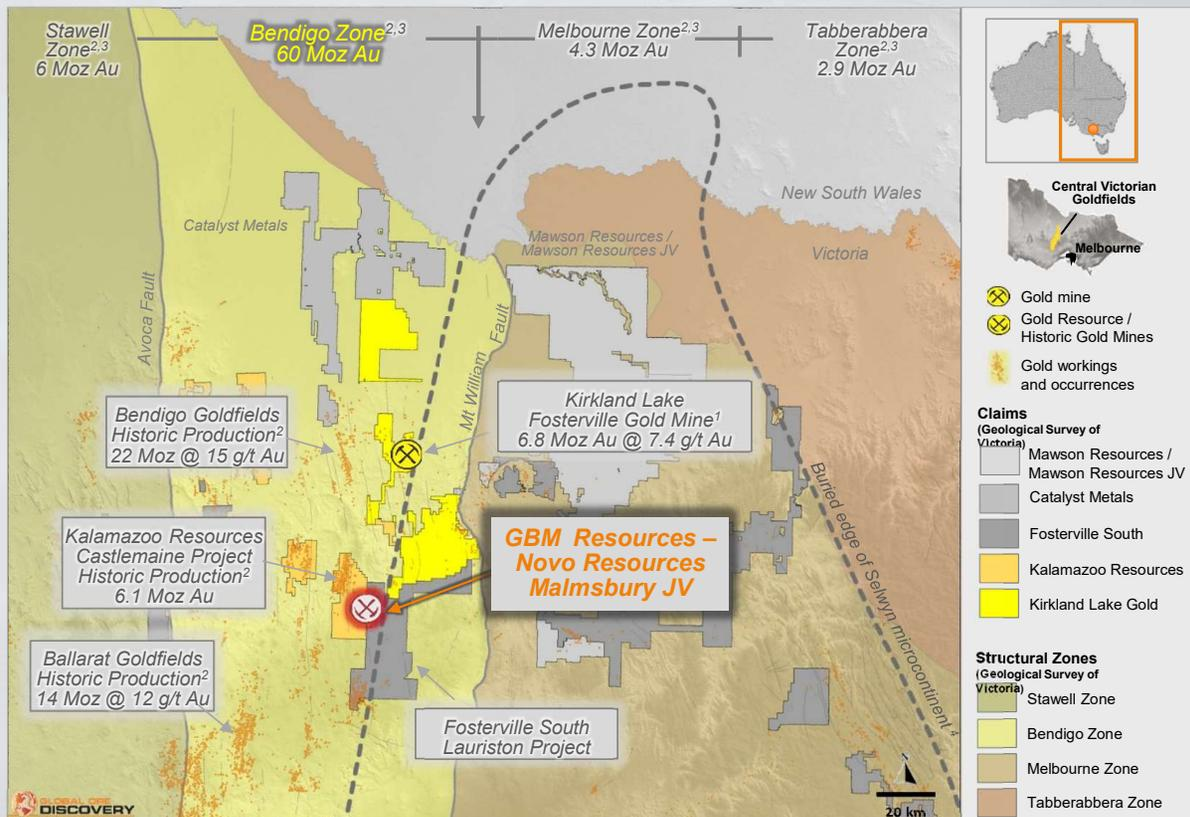 Stawell
Zone2,3
6 Moz Au
Bendigo Zone2,3
60 Moz Au
Melbourne Zone2,3
4.3 Moz Au
Tabberabbera
Zone2,3
2.9 Moz Au
New South Wales
Victoria
Catalyst Metals
Mawson Resources /
Mawson Resources JV
Avoca Fault
Mt William Fault
Bendigo Goldfields
Historic Production2
22 Moz @ 15 g/t Au
Kirkland Lake
Fosterville Gold Mine1
6.8 Moz Au @ 7.4 g/t Au
Kalamazoo Resources
Castlemaine Project
Historic Production2
6.1 Moz Au
GBM Resources –
Novo Resources
Malmsbury JV
Buried edge of Selwyn microcontinent 4
Ballarat Goldfields
Historic Production2
14 Moz @ 12 g/t Au
Fosterville South
Lauriston Project
GLOBAL ORE
DISCOVERY
20 km
Central Victorian
Goldfields
Melbourne
Gold mine
Gold Resource /
Historic Gold Mines
Gold workings
and occurrences
Claims
(Geological Survey of
Victoria)
Mawson Resources /
Mawson Resources JV
Catalyst Metals
Fosterville South
Kalamazoo Resources
Kirkland Lake Gold
Structural Zones
(Geological Survey of
Victoria)
Stawell Zone
Bendigo Zone
Melbourne Zone
Tabberabbera Zone